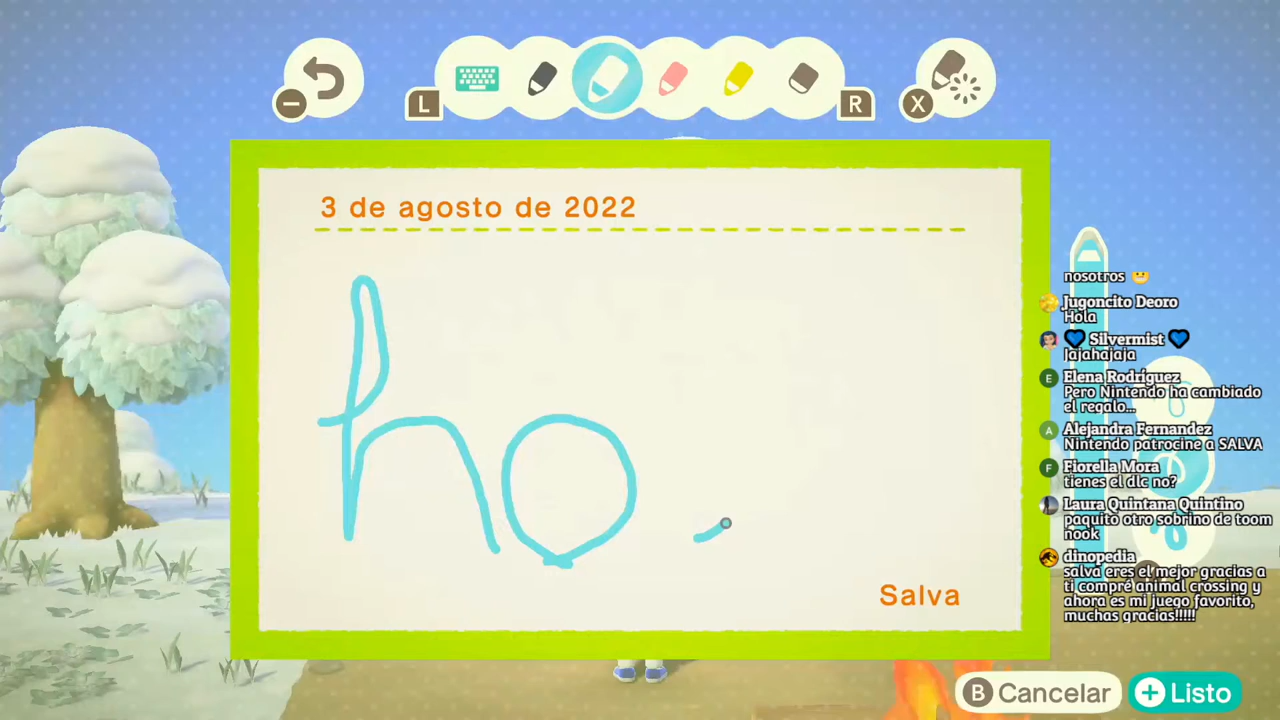 L
R
X
3 de agosto de 2022
ho
Salva
nosotros 😁
Jugoncito Deoro
Hola
💙 Silvermist 💙
Jajahajaja
E Elena Rodríguez
Pero Nintendo ha cambiado
el regalo...
A Alejandra Fernandez
Nintendo patrocine a SALVA
F Fiorella Mora
tienes el dlc no?
Laura Quintana Quintino
paquito otro sobrino de toom
nook
dinopedia
salva eres el mejor gracias a
ti compré animal crossing y
ahora es mi juego favorito,
muchas gracias!!!!!
B Cancelar
+ Listo